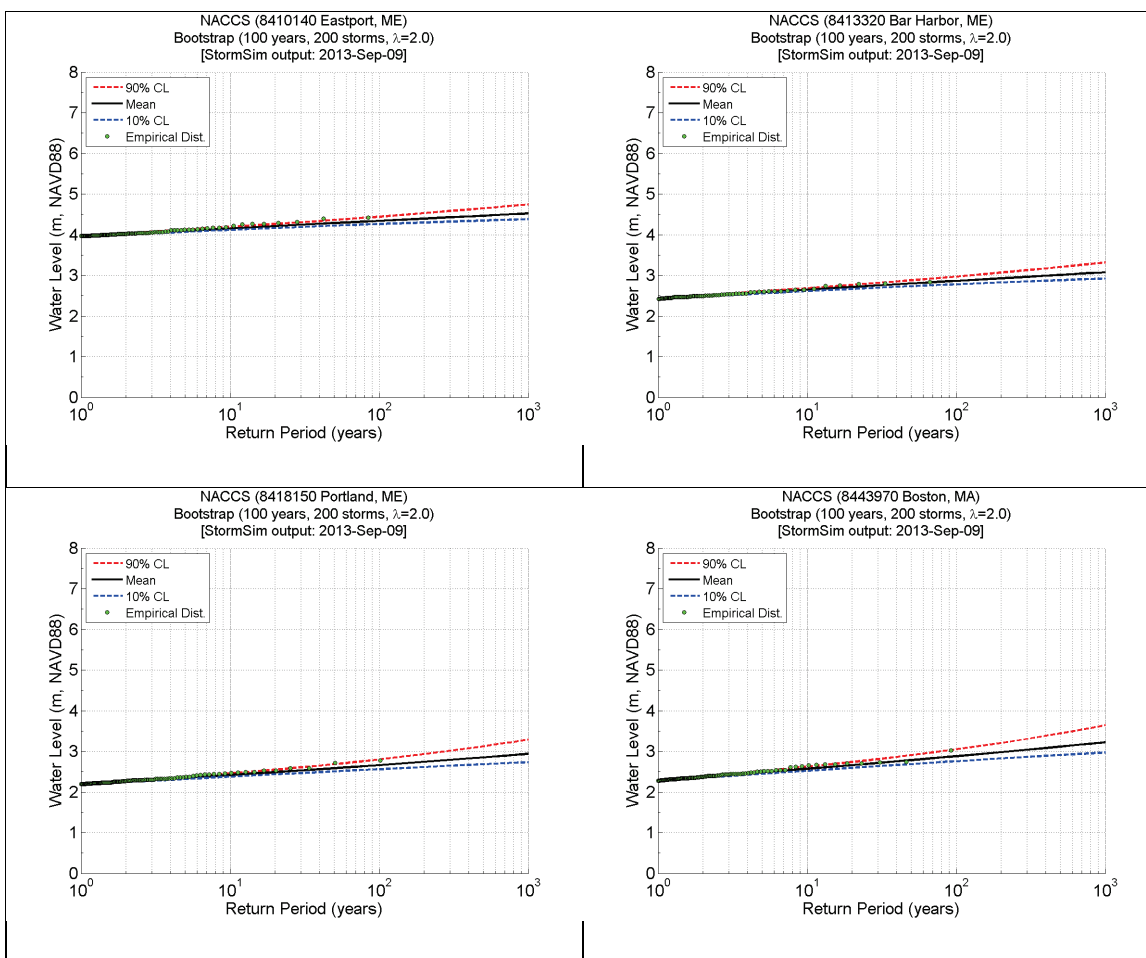 NACCS (8410140 Eastport, ME)
Bootstrap (100 years, 200 storms, λ=2.0)
[StormSim output: 2013-Sep-09]
90% CL
Mean
10% CL
Empirical Dist.
Water Level (m, NAVD88)
8
7
6
5
4
3
2
1
0
10^0
10^1
10^2
10^3
Return Period (years)
NACCS (8413320 Bar Harbor, ME)
Bootstrap (100 years, 200 storms, λ=2.0)
[StormSim output: 2013-Sep-09]
90% CL
Mean
10% CL
Empirical Dist.
Water Level (m, NAVD88)
8
7
6
5
4
3
2
1
0
10^0
10^1
10^2
10^3
Return Period (years)
NACCS (8418150 Portland, ME)
Bootstrap (100 years, 200 storms, λ=2.0)
[StormSim output: 2013-Sep-09]
90% CL
Mean
10% CL
Empirical Dist.
Water Level (m, NAVD88)
8
7
6
5
4
3
2
1
0
10^0
10^1
10^2
10^3
Return Period (years)
NACCS (8443970 Boston, MA)
Bootstrap (100 years, 200 storms, λ=2.0)
[StormSim output: 2013-Sep-09]
90% CL
Mean
10% CL
Empirical Dist.
Water Level (m, NAVD88)
8
7
6
5
4
3
2
1
0
10^0
10^1
10^2
10^3
Return Period (years)